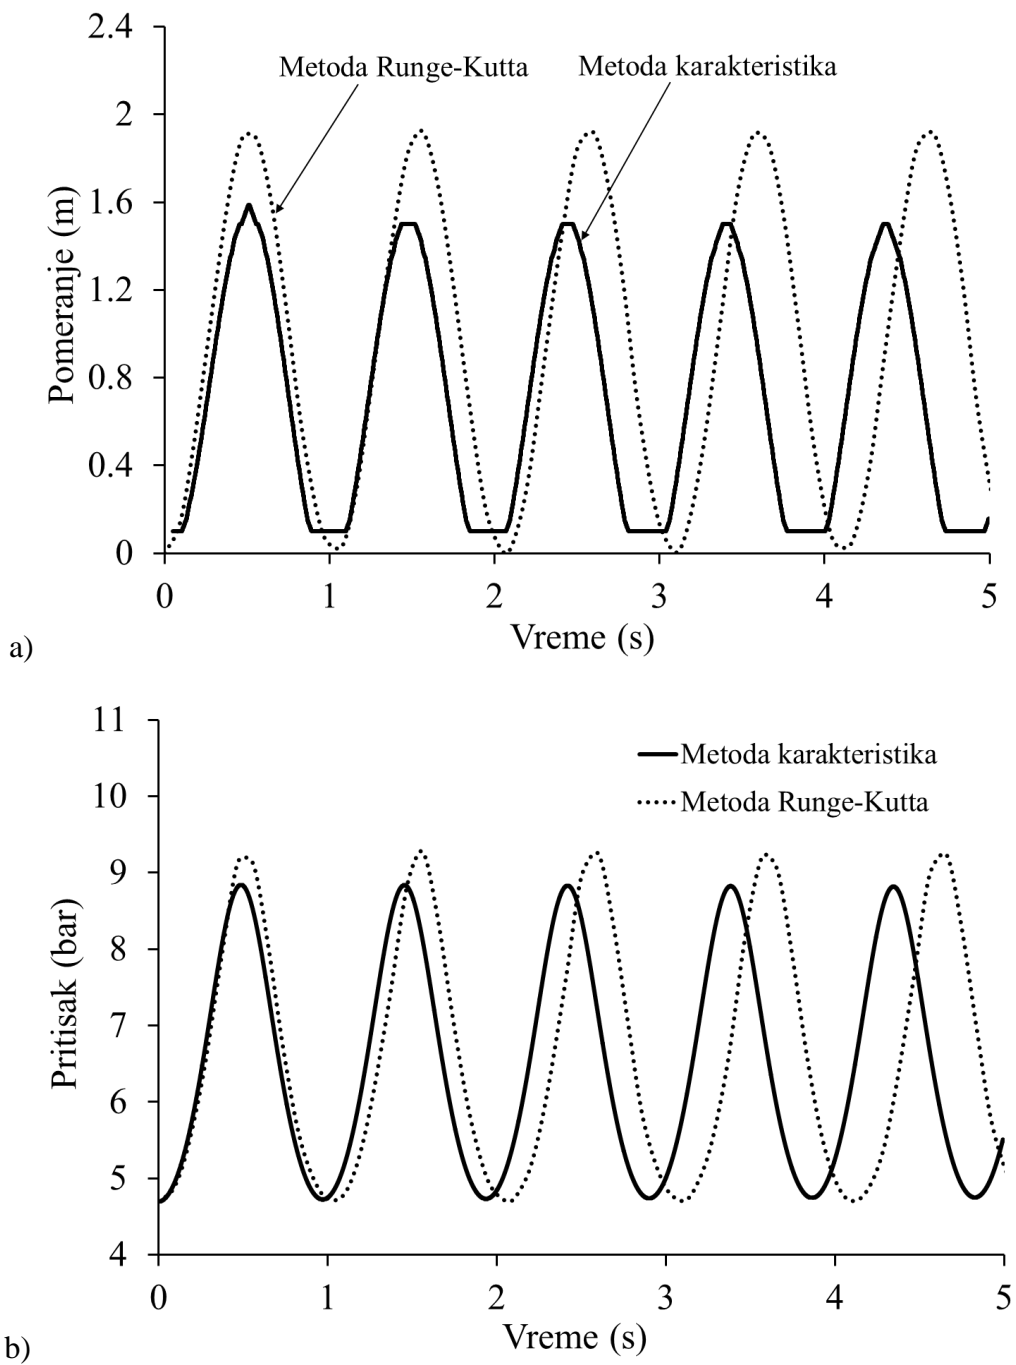 2.4
Metoda Runge-Kutta
Metoda karakteristika
2
1.6
1.2
0.8
0.4
0
Pomeranje (m)
0 1 2 3 4 5
Vreme (s)
a)
11
Metoda karakteristika
10
Metoda Runge-Kutta
9
8
7
6
5
4
Pritisak (bar)
0 1 2 3 4 5
Vreme (s)
b)